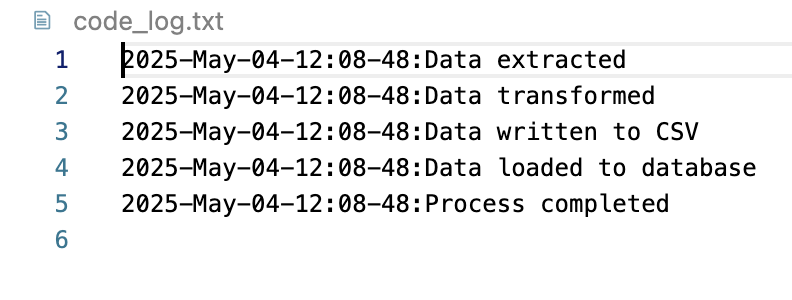 code_log.txt
1 2025-May-04-12:08-48:Data extracted
2 2025-May-04-12:08-48:Data transformed
3 2025-May-04-12:08-48:Data written to CSV
4 2025-May-04-12:08-48:Data loaded to database
5 2025-May-04-12:08-48:Process completed
6